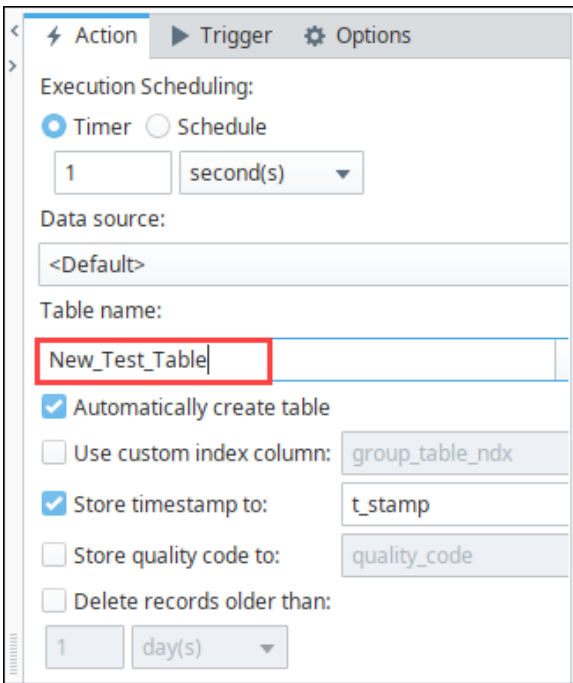 Action Trigger Options
Execution Scheduling:
Timer Schedule
1 second(s)
Data source:
<Default>
Table name:
New_Test_Table
Automatically create table
Use custom index column: group_table_ndx
Store timestamp to: t_stamp
Store quality code to: quality_code
Delete records older than:
1 day(s)